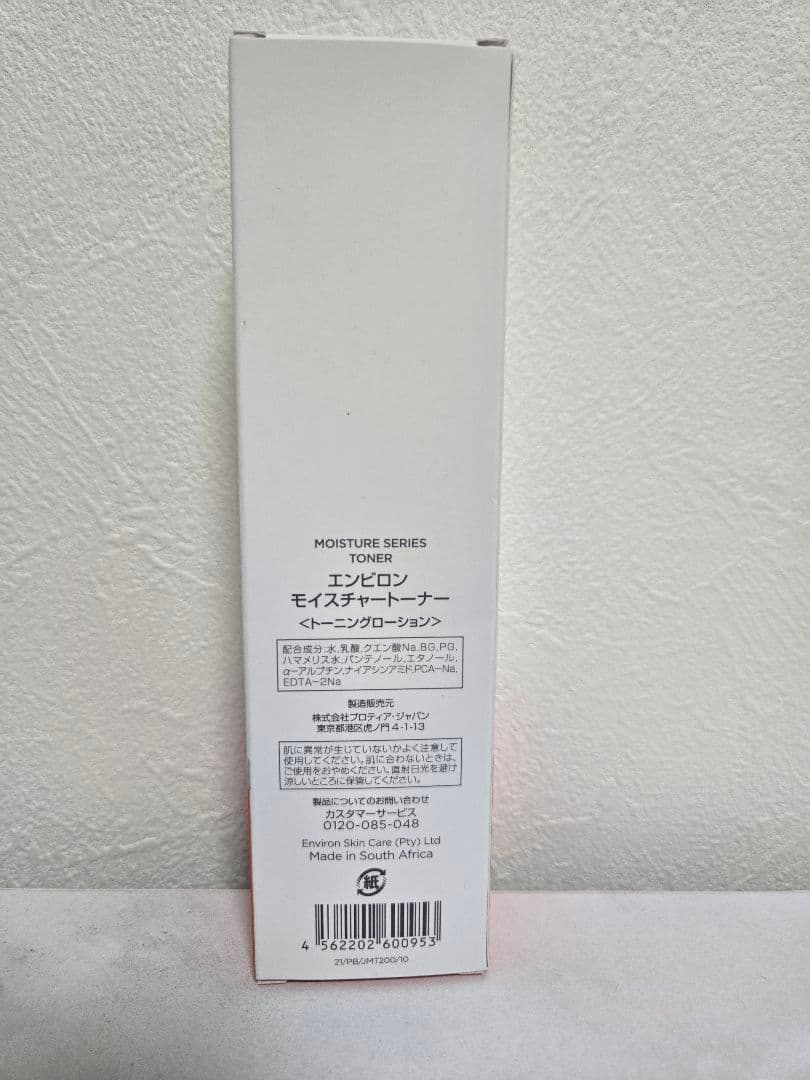 MOISTURE SERIES
TONER
エンビロン
モイスチャートーナー
<トーニングローション>
配合成分:水,乳酸,クエン酸Na,BG,PG,
ハマメリス水,パンテノール,エタノール,
α-アルブチン,ナイアシンアミド,PCA-Na,
EDTA-2Na
製造販売元
株式会社プロティア・ジャパン
東京都港区虎ノ門4-1-13
肌に異常が生じていないかよく注意して
使用してください。肌に合わないときは、
ご使用をおやめください。直射日光を避け
涼しいところに保管してください。
製品についてのお問い合わせ
カスタマーサービス
0120-085-048
Environ Skin Care (Pty) Ltd
Made in South Africa
紙
4 562202 600953
21/PB/JMT200/10